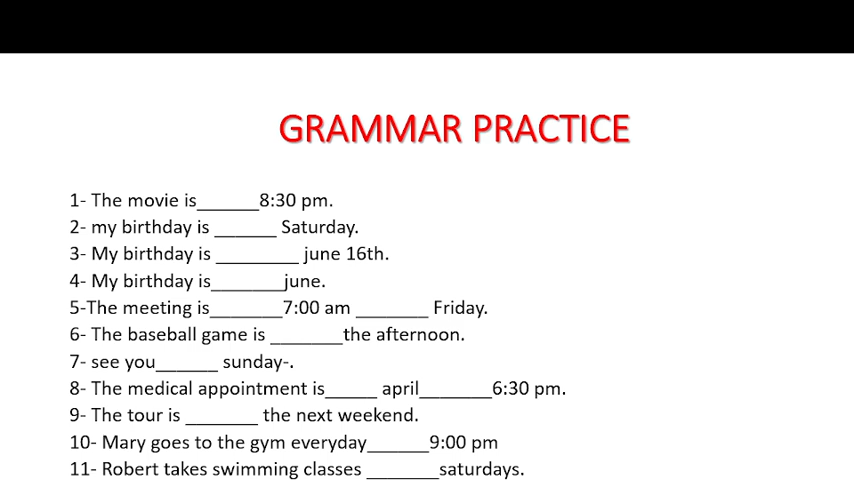 GRAMMAR PRACTICE
1- The movie is______8:30 pm.
2- my birthday is ______ Saturday.
3- My birthday is ________ june 16th.
4- My birthday is_______june.
5-The meeting is_______7:00 am _______ Friday.
6- The baseball game is _______the afternoon.
7- see you______ sunday-.
8- The medical appointment is_____ april_______6:30 pm.
9- The tour is _______ the next weekend.
10- Mary goes to the gym everyday______9:00 pm
11- Robert takes swimming classes _______saturdays.